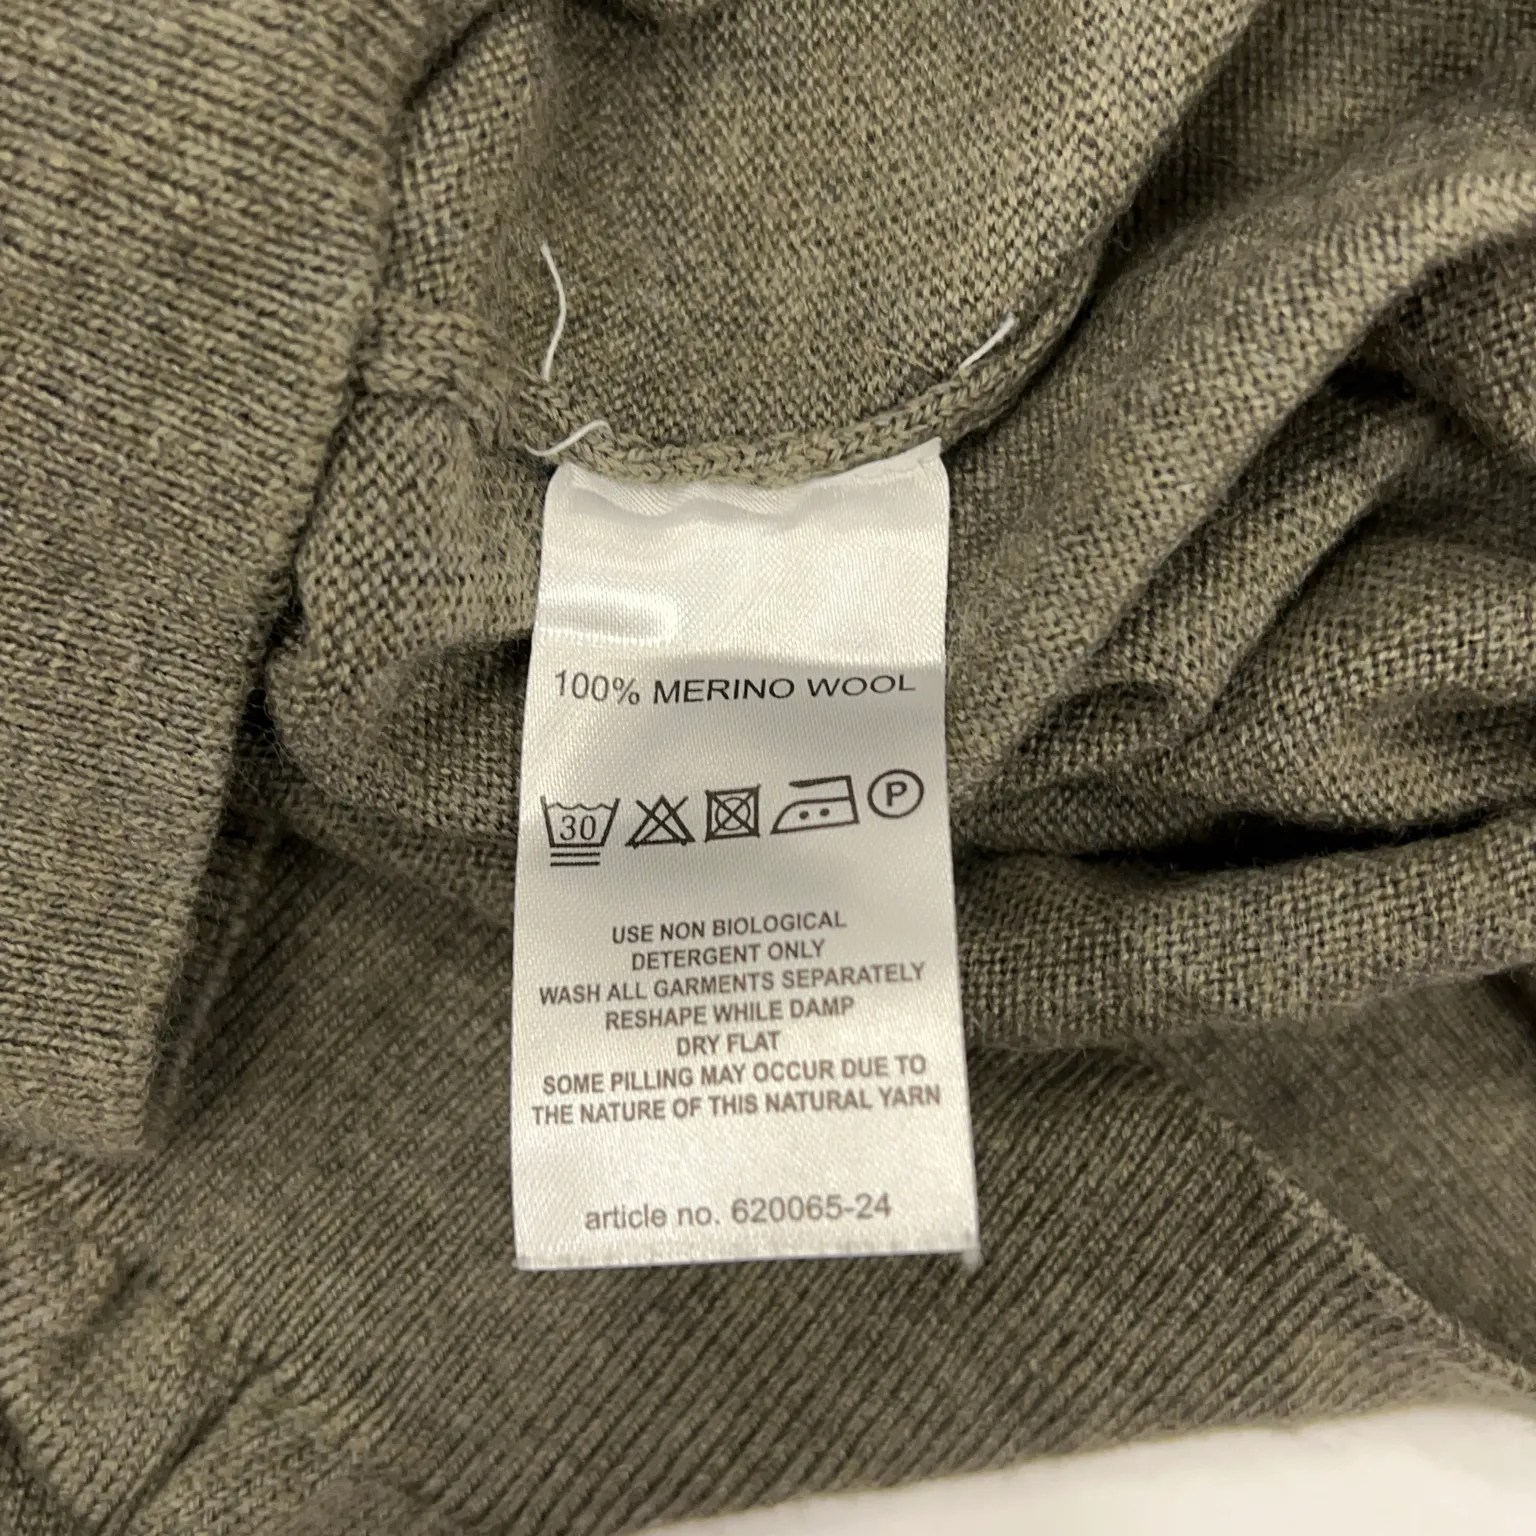 100% MERINO WOOL
30 P
USE NON BIOLOGICAL
DETERGENT ONLY
WASH ALL GARMENTS SEPARATELY
RESHAPE WHILE DAMP
DRY FLAT
SOME PILLING MAY OCCUR DUE TO
THE NATURE OF THIS NATURAL YARN
article no. 620065-24